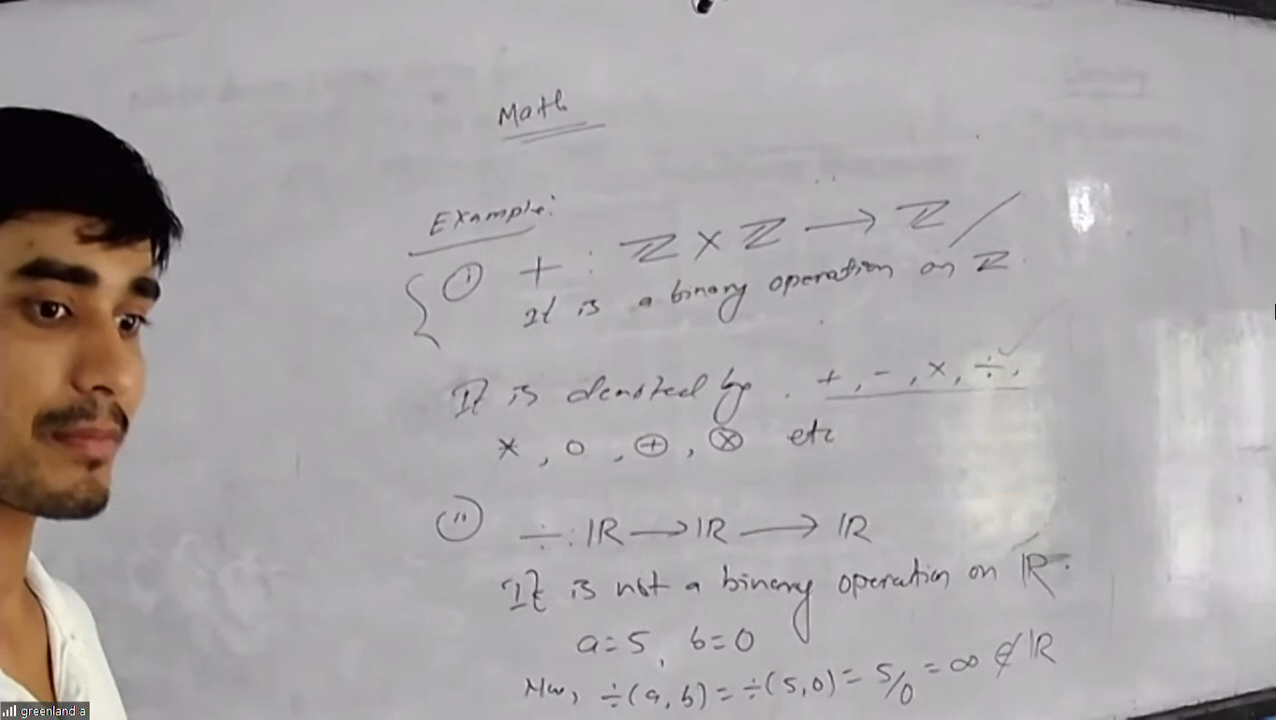 Math
Example:
① + : ℤ × ℤ → ℤ
It is a binary operation on ℤ.
It is denoted by . +, -, ×, ÷,
*, o, ⊕, ⊗ etc
(ii) ÷ : ℝ → ℝ → ℝ
It is not a binary operation on ℝ.
a=5, b=0
Now, ÷(a, b) = ÷(5, 0) = 5/0 = ∞ ∉ ℝ
greenland a